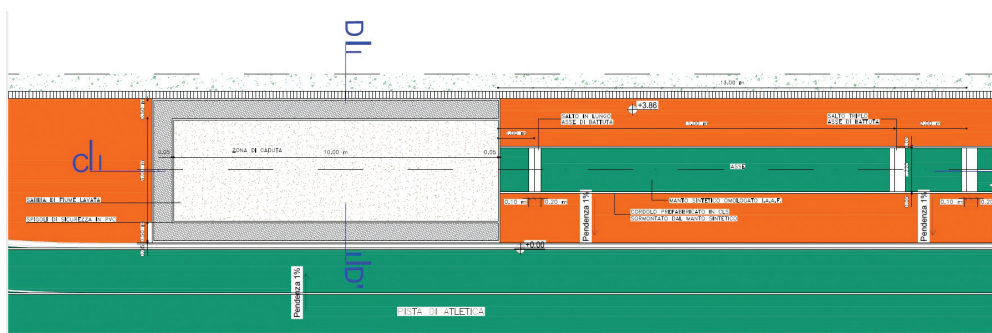 13.00 m
+3.86
SALTO IN LUNGO
ASSE DI BATTUTA
SALTO TRIPLO
ASSE DI BATTUTA
2.00 m
0.05
ZONA DI CADUTA
10.00 m
0.05
ASSE
SABBIA DI FIUME LAVATA
SPIGOLI DI SICUREZZA IN PVC
MANTO SINTETICO OMOLOGATO I.A.A.F.
0.10 m
0.20 m
CORDOLO PREFABBRICATO IN CLS
SORMONTATO DAL MANTO SINTETICO
0.10 m
0.20
Pendenza 1%
Pendenza 1%
+0.00
Pendenza 1%
PISTA DI ATLETICA